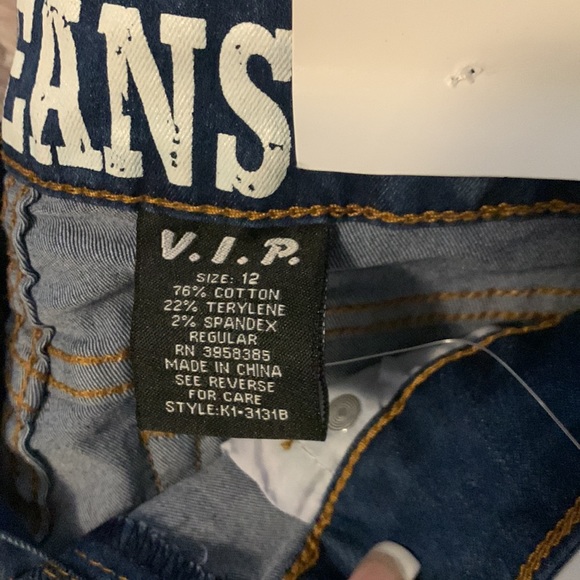 EANS
V.I.P.
SIZE: 12
76% COTTON
22% TERYLENE
2% SPANDEX
REGULAR
RN 3958385
MADE IN CHINA
SEE REVERSE
FOR CARE
STYLE:K1-3131B